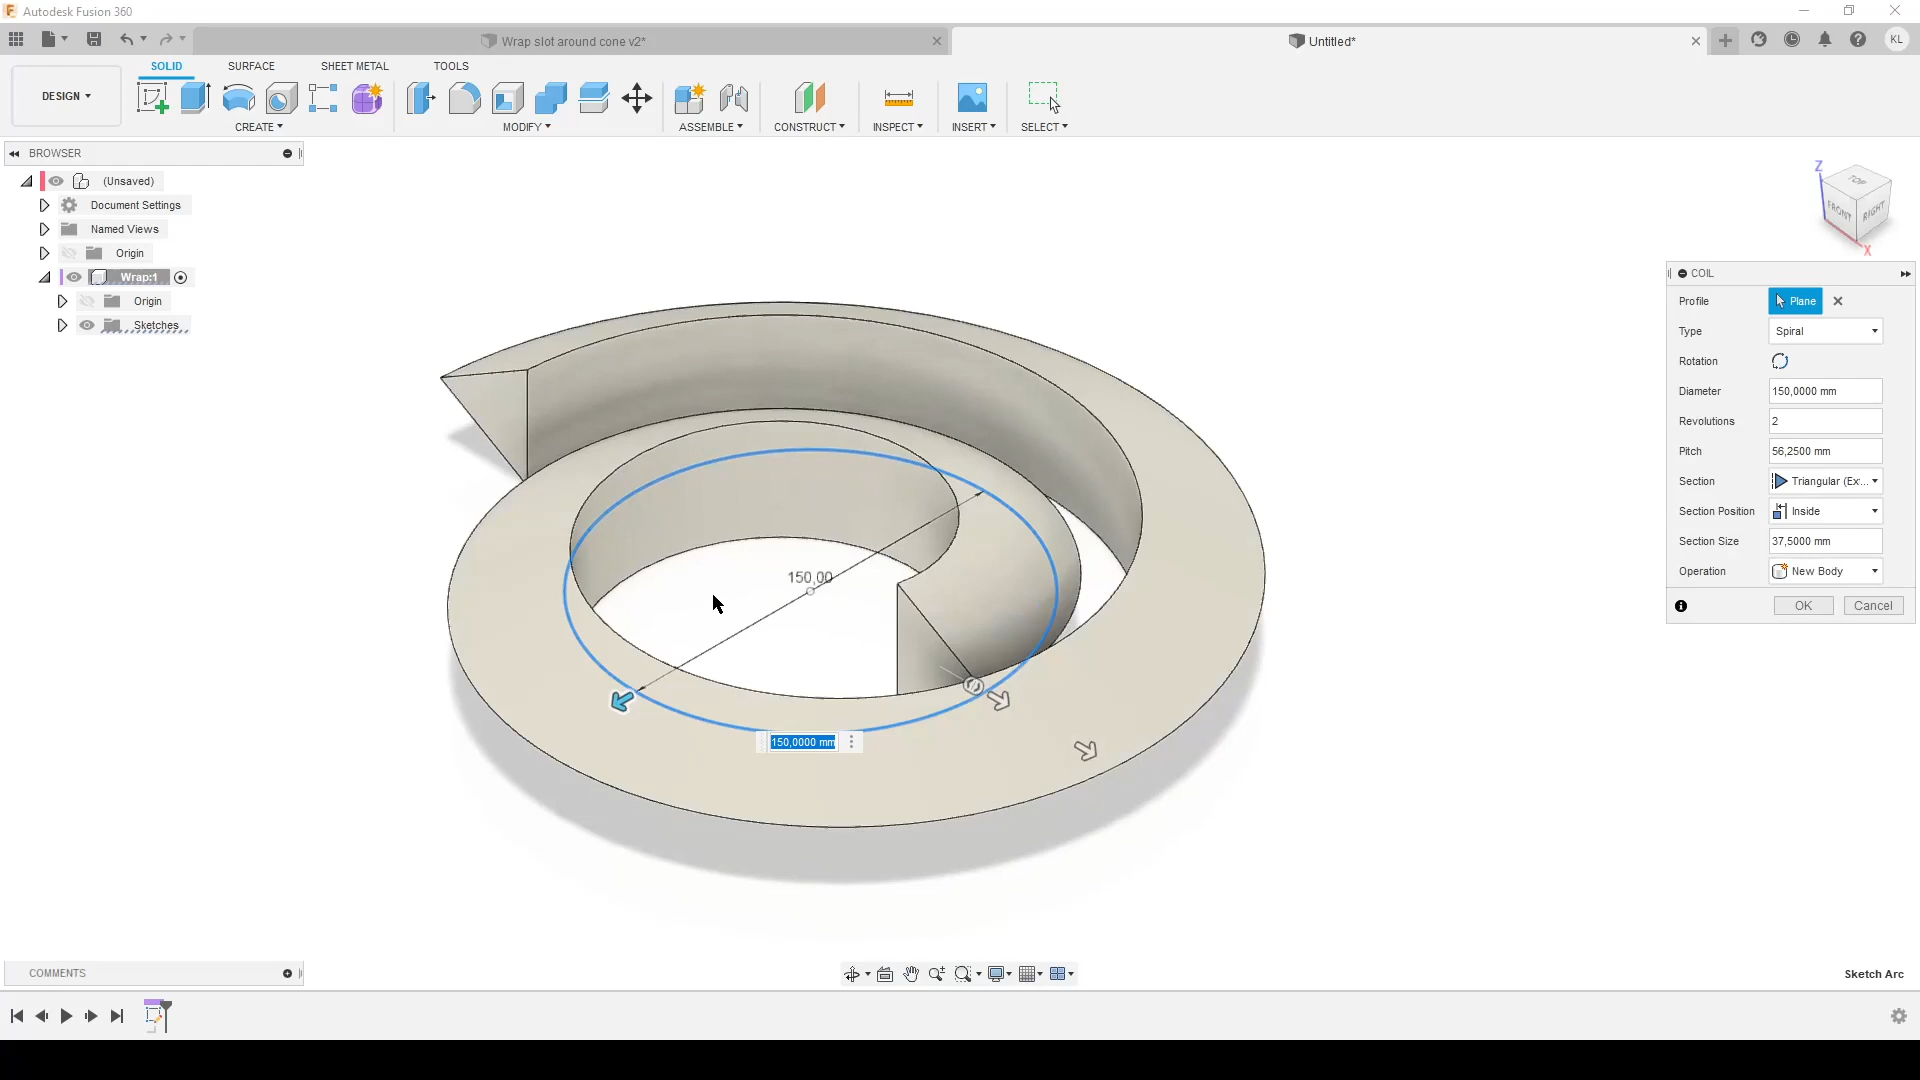 Autodesk Fusion 360
Wrap slot around cone v2*
Untitled*
KL
DESIGN
SOLID
SURFACE
SHEET METAL
TOOLS
CREATE
MODIFY
ASSEMBLE
CONSTRUCT
INSPECT
INSERT
SELECT
BROWSER
(Unsaved)
Document Settings
Named Views
Origin
Wrap:1
Origin
Sketches
Z
TOP
FRONT
RIGHT
X
COIL
Profile Plane
Type Spiral
Rotation
Diameter 150,0000 mm
Revolutions 2
Pitch 56,2500 mm
Section Triangular (Ex...
Section Position Inside
Section Size 37,5000 mm
Operation New Body
OK Cancel
150,00
150,0000 mm
COMMENTS
Sketch Arc